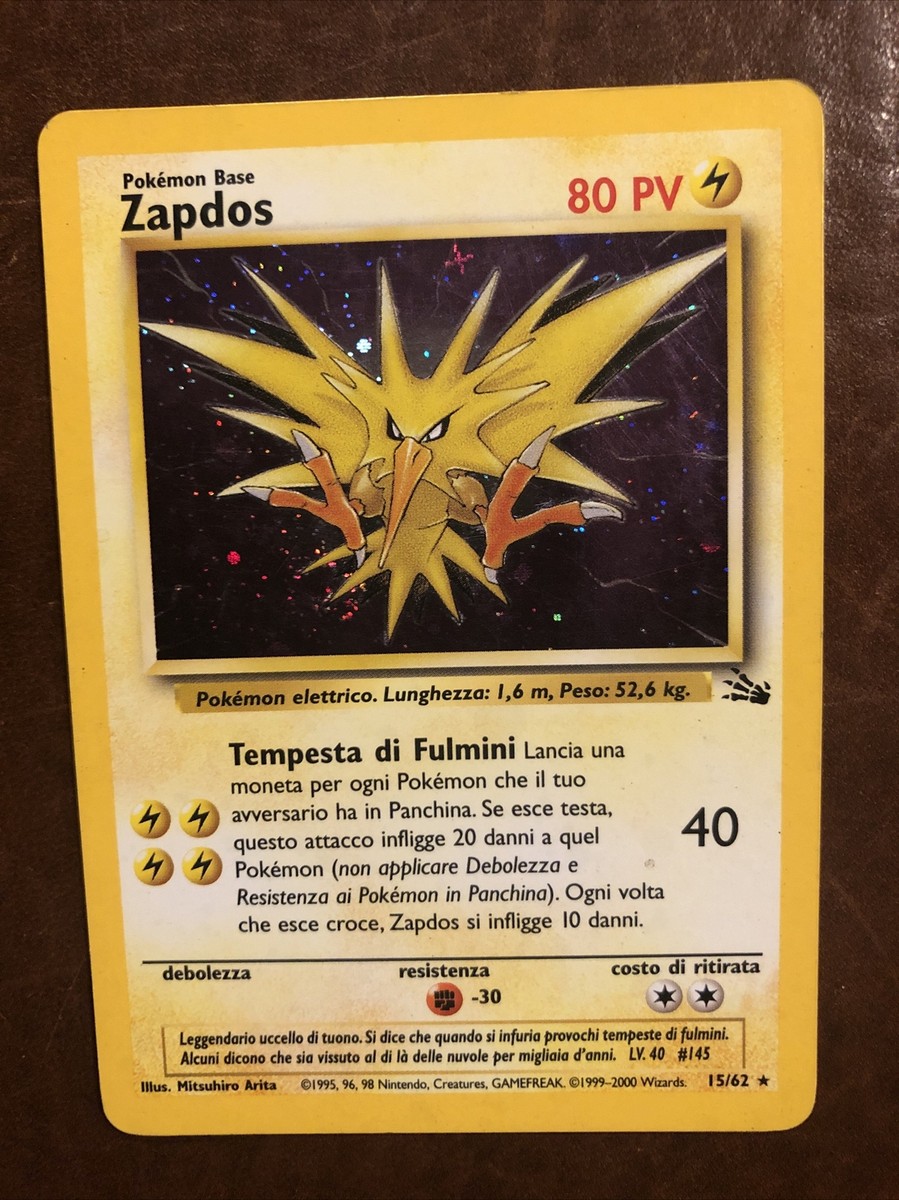 Pokémon Base
Zapdos
80 PV
Pokémon elettrico. Lunghezza: 1,6 m, Peso: 52,6 kg.
Tempesta di Fulmini Lancia una
moneta per ogni Pokémon che il tuo
avversario ha in Panchina. Se esce testa,
questo attacco infligge 20 danni a quel
Pokémon (non applicare Debolezza e
Resistenza ai Pokémon in Panchina). Ogni volta
che esce croce, Zapdos si infligge 10 danni.
40
debolezza
resistenza
costo di ritirata
-30
Leggendario uccello di tuono. Si dice che quando si infuria provochi tempeste di fulmini.
Alcuni dicono che sia vissuto al di là delle nuvole per migliaia d'anni. LV. 40 #145
Illus. Mitsuhiro Arita ©1995, 96, 98 Nintendo, Creatures, GAMEFREAK. ©1999–2000 Wizards. 15/62 ★